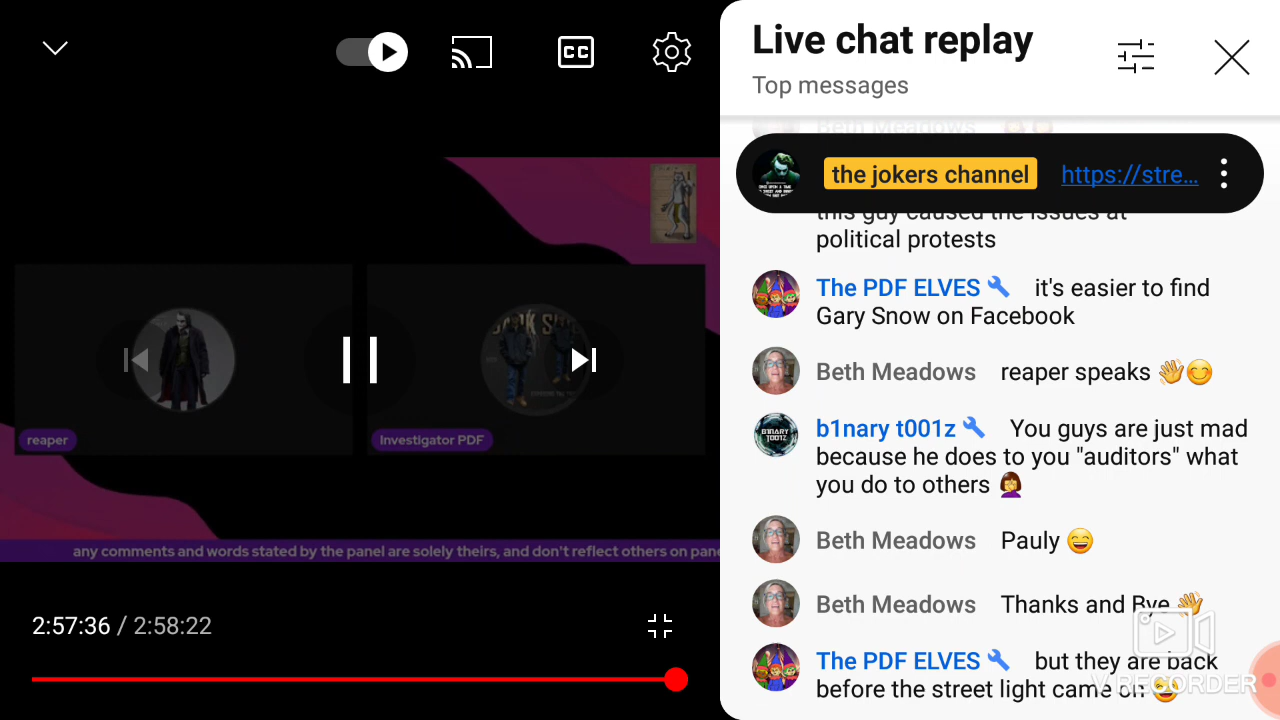 CC
Live chat replay
Top messages
Beth Meadows
the jokers channel https://stre...
this guy caused the issues at
political protests
The PDF ELVES it's easier to find
Gary Snow on Facebook
Beth Meadows reaper speaks 👋😊
b1nary t001z You guys are just mad
because he does to you "auditors" what
you do to others 🤦‍♀️
Beth Meadows Pauly 😄
Beth Meadows Thanks and Bye 👋
The PDF ELVES but they are back
before the street light came on 😂
reaper
Investigator PDF
any comments and words stated by the panel are solely theirs, and don't reflect others on pane
2:57:36 / 2:58:22
B1NARY
T001Z
V RECORDER